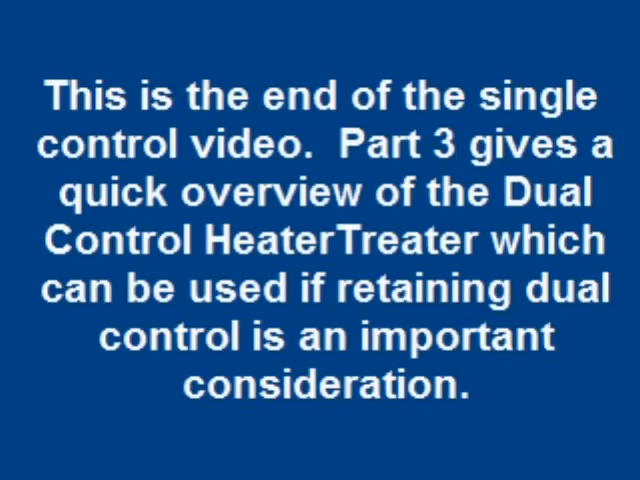 This is the end of the single
control video.  Part 3 gives a
quick overview of the Dual
Control HeaterTreater which
can be used if retaining dual
control is an important
consideration.